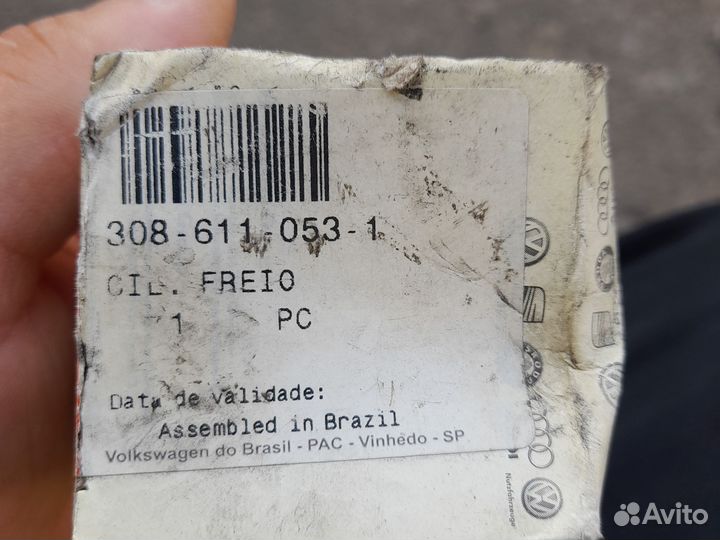 308-611-053-1
CIL. FREIO
1 PC
Data de validade:
Assembled in Brazil
Volkswagen do Brasil - PAC - Vinhedo - SP
Nutzfahrzeuge
Avito